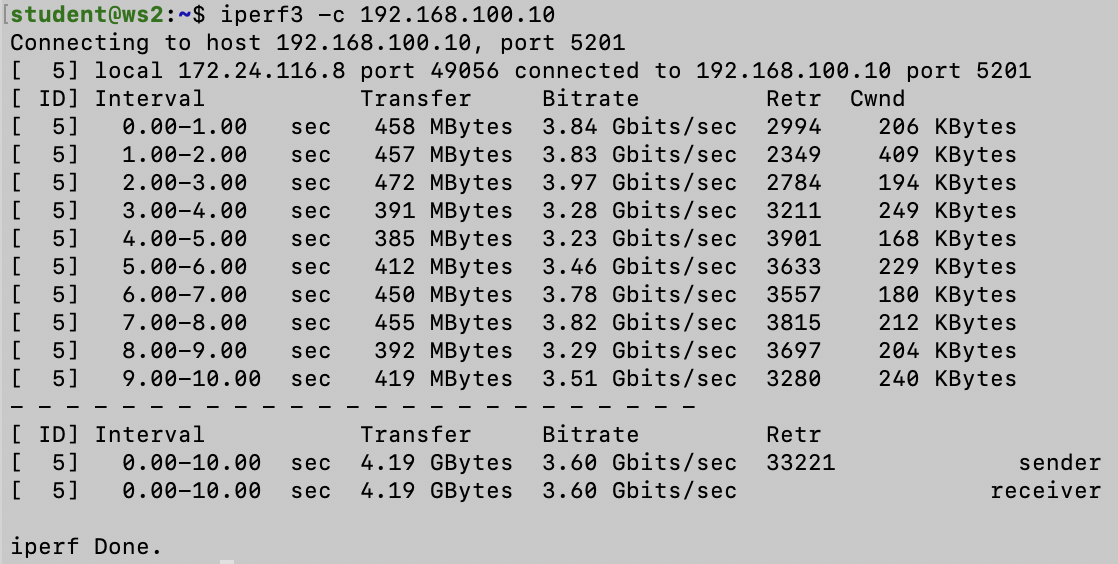 student@ws2:~$ iperf3 -c 192.168.100.10
Connecting to host 192.168.100.10, port 5201
[  5] local 172.24.116.8 port 49056 connected to 192.168.100.10 port 5201
[ ID] Interval           Transfer     Bitrate         Retr  Cwnd
[  5]   0.00-1.00   sec   458 MBytes  3.84 Gbits/sec  2994    206 KBytes
[  5]   1.00-2.00   sec   457 MBytes  3.83 Gbits/sec  2349    409 KBytes
[  5]   2.00-3.00   sec   472 MBytes  3.97 Gbits/sec  2784    194 KBytes
[  5]   3.00-4.00   sec   391 MBytes  3.28 Gbits/sec  3211    249 KBytes
[  5]   4.00-5.00   sec   385 MBytes  3.23 Gbits/sec  3901    168 KBytes
[  5]   5.00-6.00   sec   412 MBytes  3.46 Gbits/sec  3633    229 KBytes
[  5]   6.00-7.00   sec   450 MBytes  3.78 Gbits/sec  3557    180 KBytes
[  5]   7.00-8.00   sec   455 MBytes  3.82 Gbits/sec  3815    212 KBytes
[  5]   8.00-9.00   sec   392 MBytes  3.29 Gbits/sec  3697    204 KBytes
[  5]   9.00-10.00  sec   419 MBytes  3.51 Gbits/sec  3280    240 KBytes
- - - - - - - - - - - - - - - - - - - - - - - - -
[ ID] Interval           Transfer     Bitrate         Retr
[  5]   0.00-10.00  sec  4.19 GBytes  3.60 Gbits/sec  33221             sender
[  5]   0.00-10.00  sec  4.19 GBytes  3.60 Gbits/sec                  receiver
iperf Done.